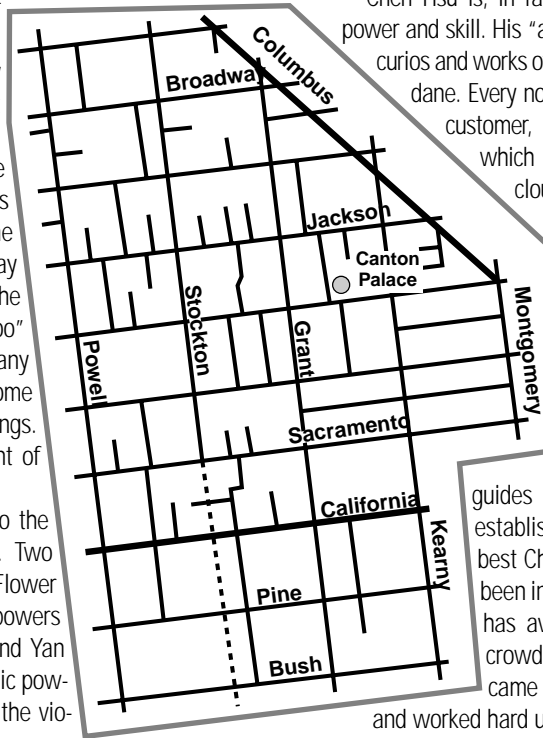 e
s
ne
ay
he
oo”
any
ome
ngs.
nt of
o the
. Two
Flower
powers
nd Yan
ic pow-
the vio-
Broadway
Columbus
Jackson
Canton
Palace
Stockton
Grant
Montgomery
Powell
Sacramento
California
Kearny
Pine
Bush
Chen Hsu is, in fa
power and skill. His “a
curios and works o
dane. Every no
customer,
which
clou
guides
establis
best Ch
been in
has av
crowd
came
and worked hard u